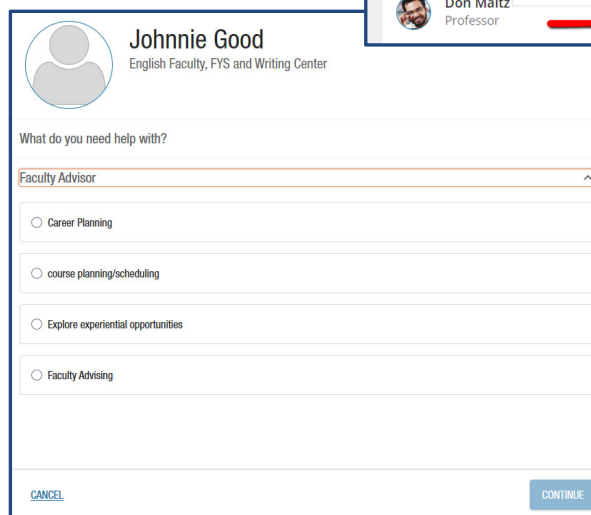 Don Maltz
Professor
Johnnie Good
English Faculty, FYS and Writing Center
What do you need help with?
Faculty Advisor
Career Planning
course planning/scheduling
Explore experiential opportunities
Faculty Advising
CANCEL
CONTINUE